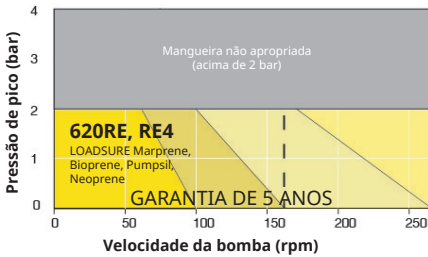 Pressão de pico (bar)
4
3
2
1
0
Mangueira não apropriada
(acima de 2 bar)
620RE, RE4
LOADSURE Marprene,
Bioprene, Pumpsil,
Neoprene
GARANTIA DE 5 ANOS
0 50 100 150 200 250
Velocidade da bomba (rpm)